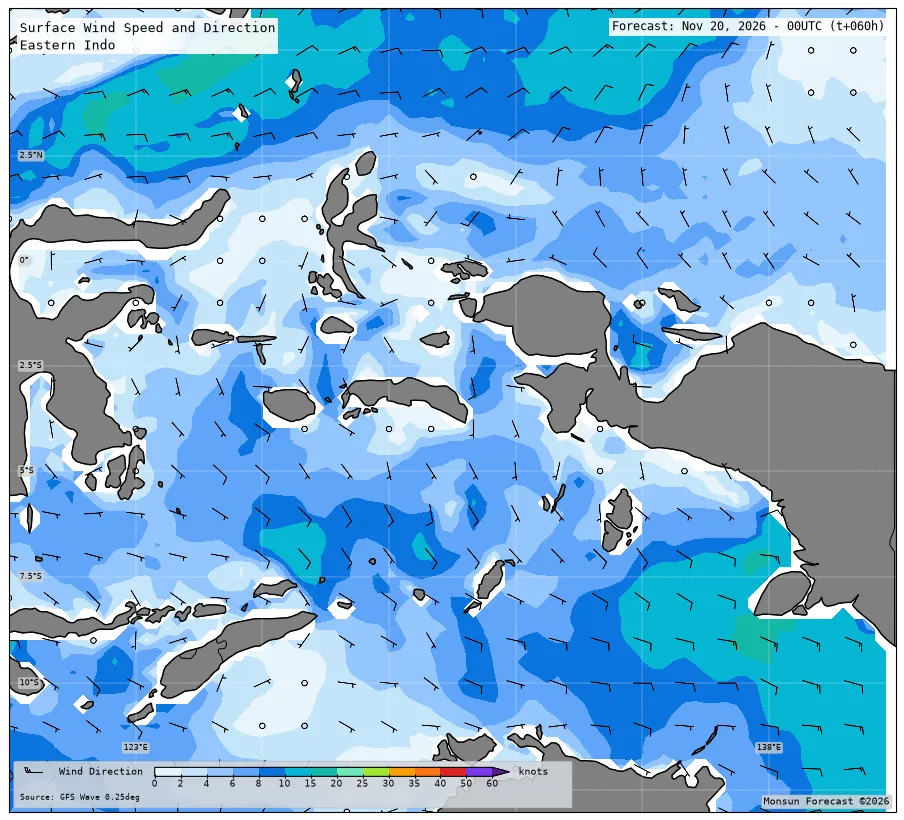 Surface Wind Speed and Direction
Eastern Indo
Forecast: Nov 20, 2026 - 00UTC (t+060h)
2.5°N
0°
2.5°S
5°S
7.5°S
10°S
123°E
138°E
Wind Direction
0 2 4 6 8 10 15 20 25 30 35 40 50 60
knots
Source: GFS Wave 0.25deg
Monsun Forecast ©2026